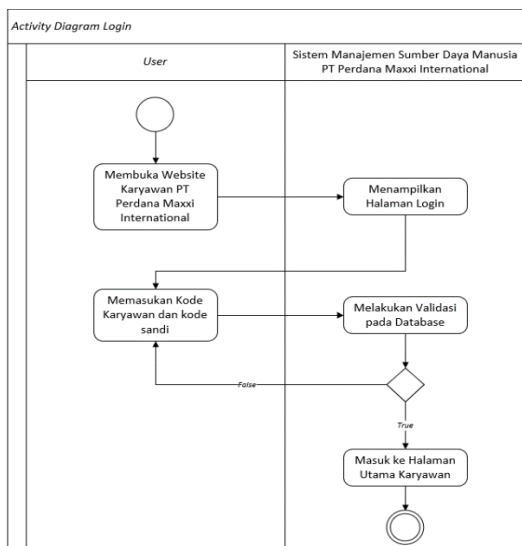 Activity Diagram Login
User
Sistem Manajemen Sumber Daya Manusia
PT Perdana Maxxi International
Membuka Website
Karyawan PT
Perdana Maxxi
International
Menampilkan
Halaman Login
Memasukan Kode
Karyawan dan kode
sandi
Melakukan Validasi
pada Database
False
True
Masuk ke Halaman
Utama Karyawan